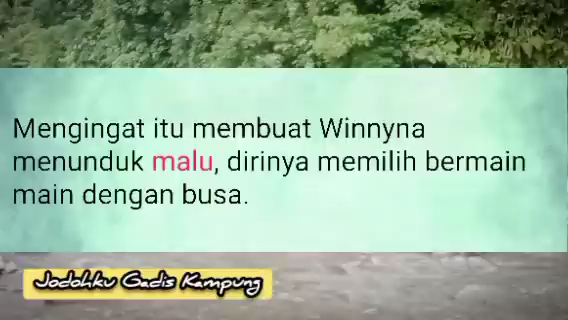 Mengingat itu membuat Winnyna
menunduk malu, dirinya memilih bermain
main dengan busa.
Jodohku Gadis Kampung